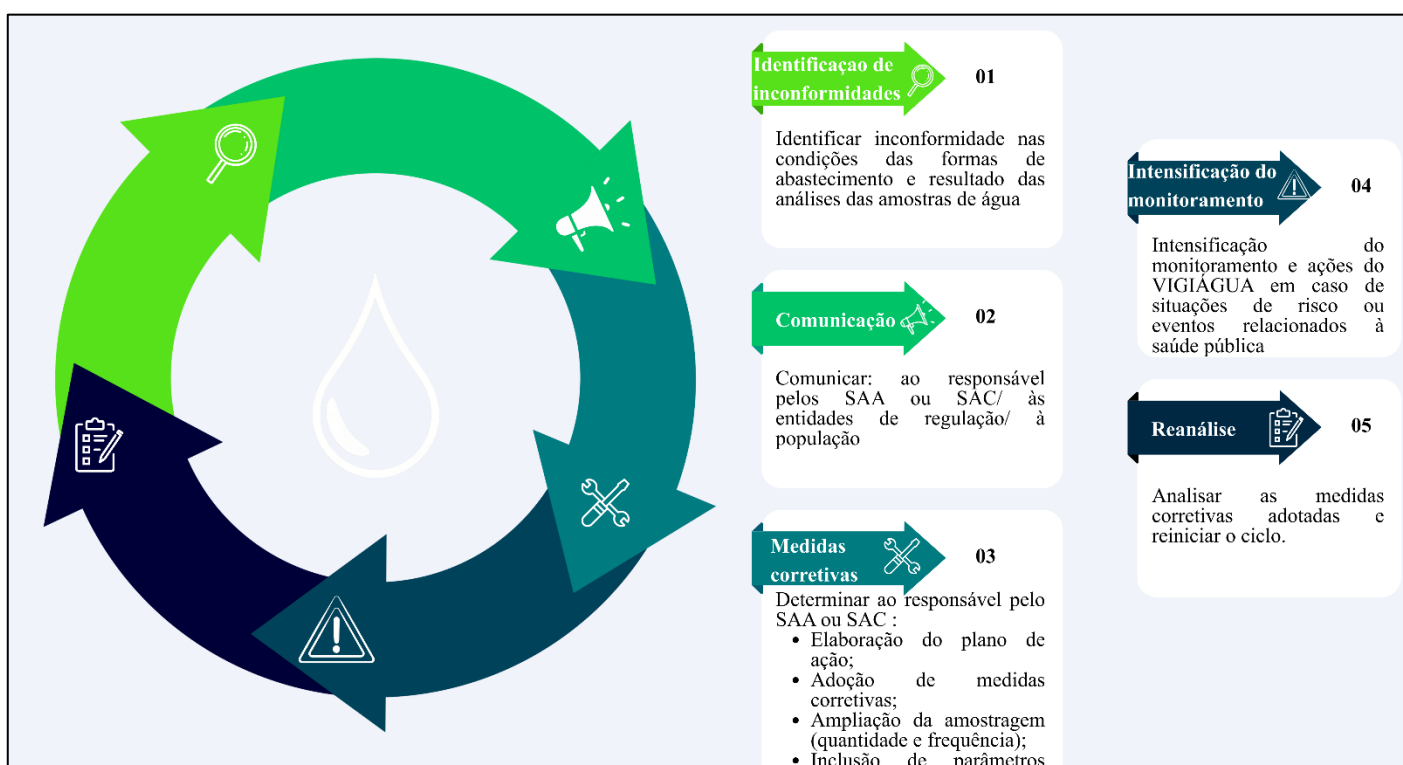 Identificaçao de
inconformidades
01
Identificar inconformidade nas
condições das formas de
abastecimento e resultado das
análises das amostras de água
Comunicação
02
Comunicar: ao responsável
pelos SAA ou SAC/ às
entidades de regulação/ à
população
Medidas
corretivas
03
Determinar ao responsável pelo
SAA ou SAC :
• Elaboração do plano de
ação;
• Adoção de medidas
corretivas;
• Ampliação da amostragem
(quantidade e frequência);
• Inclusão de parâmetros
Intensificação do
monitoramento
04
Intensificação do
monitoramento e ações do
VIGIÁGUA em caso de
situações de risco ou
eventos relacionados à
saúde pública
Reanálise
05
Analisar as medidas
corretivas adotadas e
reiniciar o ciclo.